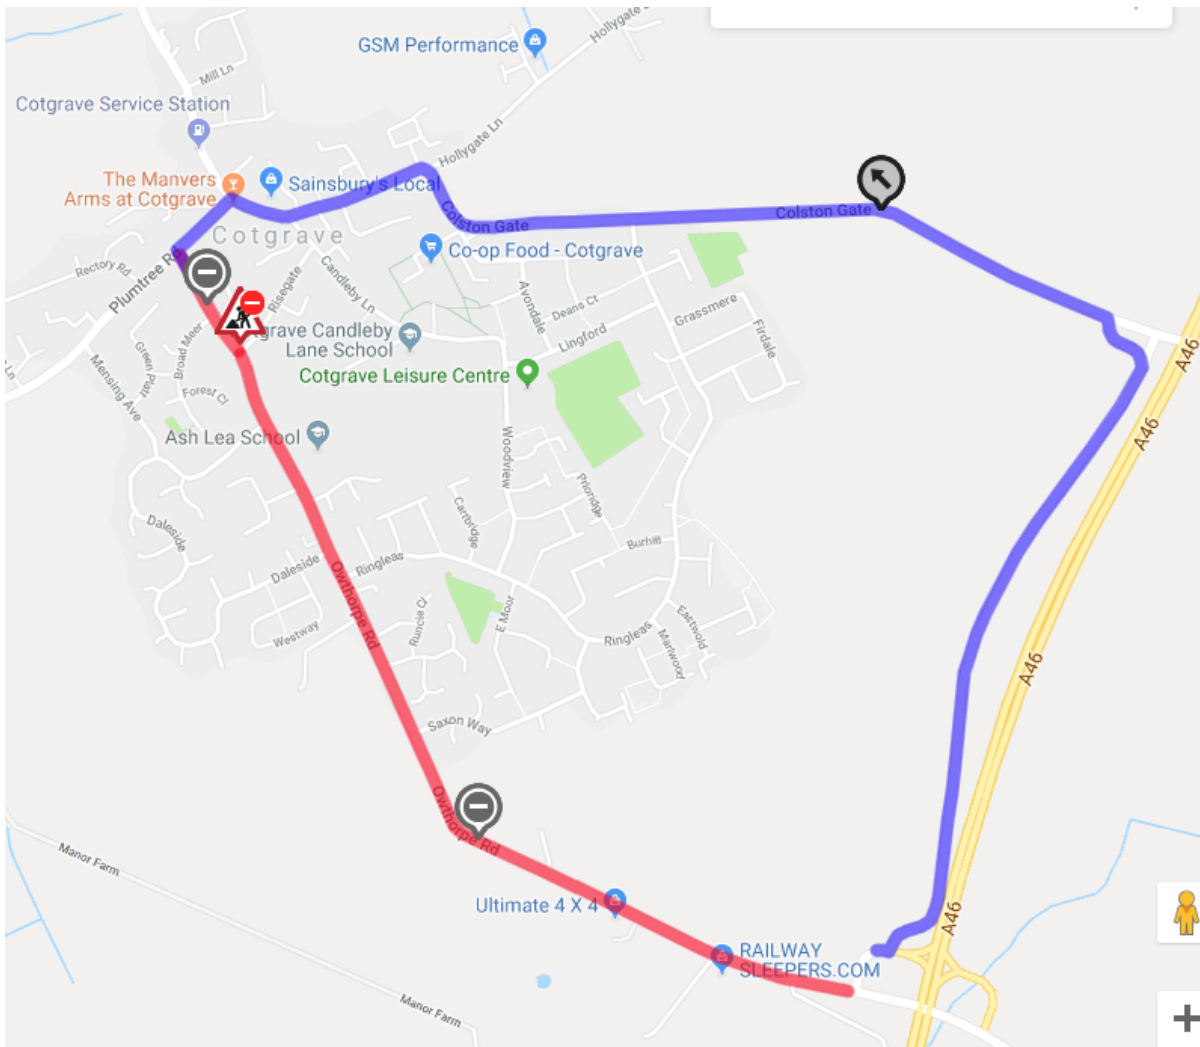 GSM Performance
Hollygate Ln
Mill Ln
Cotgrave Service Station
Hollygate Ln
The Manvers
Arms at Cotgrave
Sainsbury's Local
Colston Gate
Colston Gate
Cotgrave
Co-op Food - Cotgrave
Rectory Rd
Plumtree R
Risegate
Candleby Ln
Avondale
Deans Ct
Grassmere
Firdale
Lingford
grave Candleby
Lane School
Broad Meer
Green Platt
Mensing Ave
Forest Cl
Ln
A46
A46
Cotgrave Leisure Centre
Ash Lea School
Woodview
Prioridge
Cartbridge
Daleside
Daleside
Ringleas
Burhill
Owthorpe Rd
Westway
Runcie Cl
E Moor
Ringleas
Eastwold
Marlwood
A46
Saxon Way
Owthorpe Rd
Manor Farm
Ultimate 4 X 4
A46
RAILWAY
SLEEPERS.COM
Manor Farm